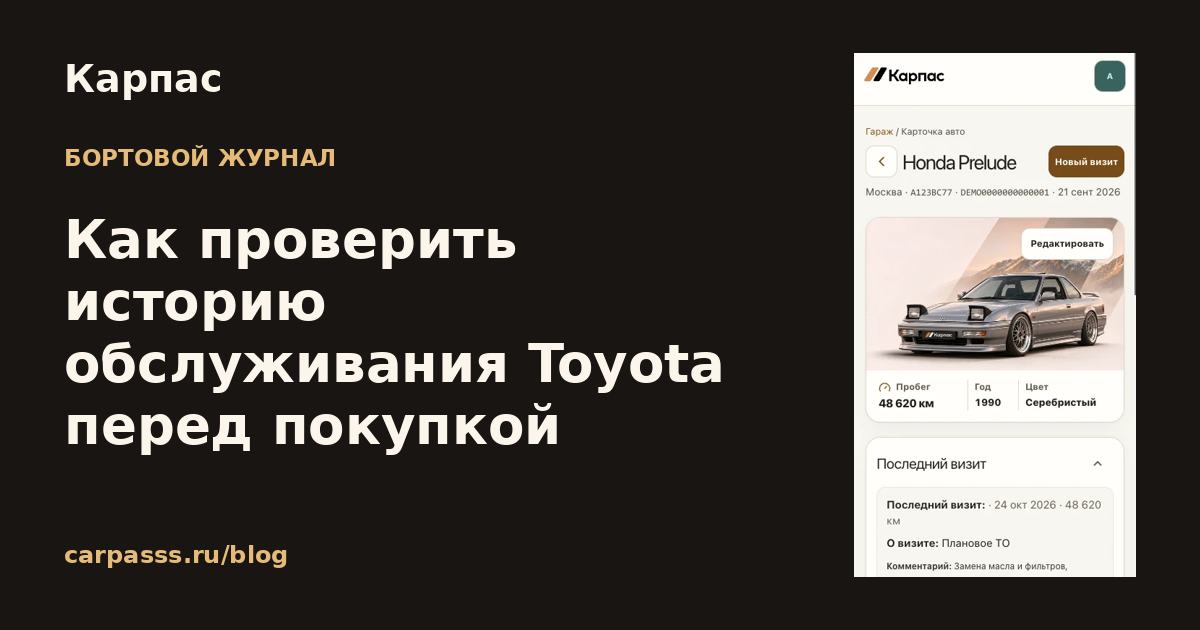 Карпас
БОРТОВОЙ ЖУРНАЛ
Как проверить
историю
обслуживания Toyota
перед покупкой
carpasss.ru/blog
Карпас
A
Гараж / Карточка авто
Honda Prelude
Новый визит
Москва · А123ВС77 · DEMO0000000000001 · 21 сент 2026
Редактировать
Карпас
Пробег
48 620 км
Год
1990
Цвет
Серебристый
Последний визит
Последний визит: · 24 окт 2026 · 48 620
км
О визите: Плановое ТО
Комментарий: Замена масла и фильтров,